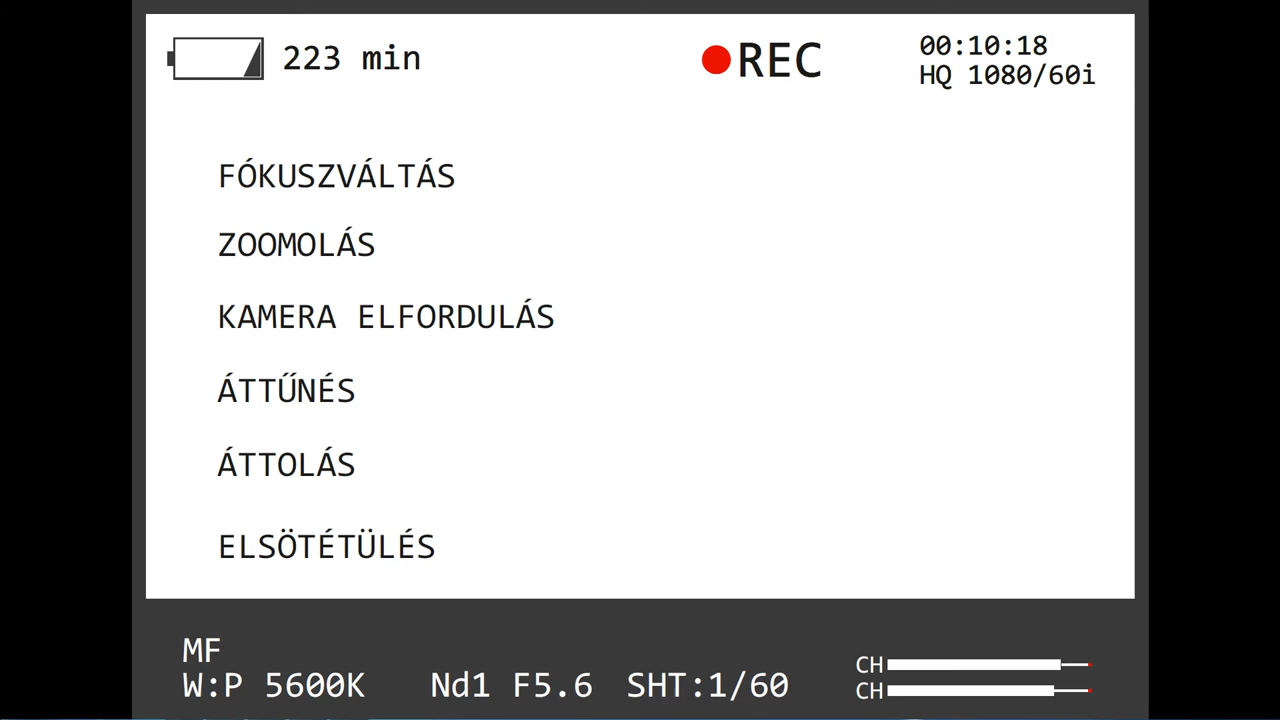 223 min
REC
00:10:18
HQ 1080/60i
FÓKUSZVÁLTÁS
ZOOMOLÁS
KAMERA ELFORDULÁS
ÁTTŰNÉS
ÁTTOLÁS
ELSÖTÉTÜLÉS
MF
W:P 5600K Nd1 F5.6 SHT:1/60
CH
CH